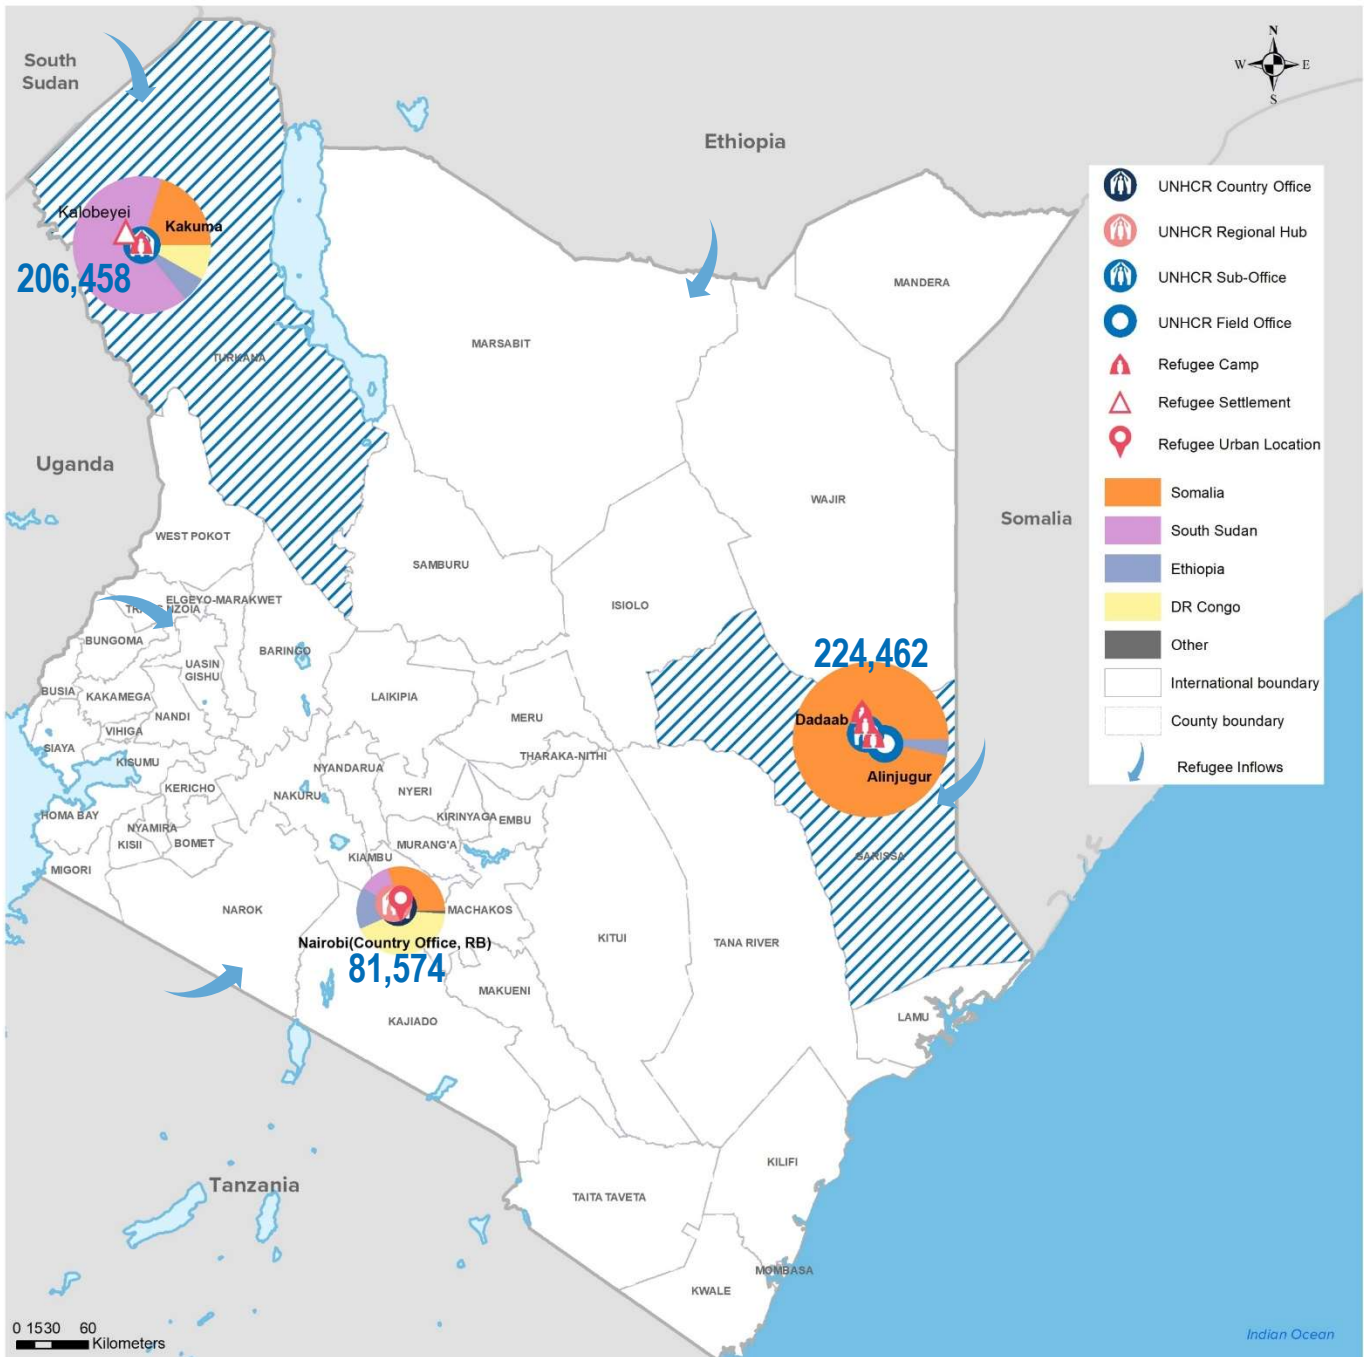 South
Sudan
N
W E
S
Ethiopia
UNHCR Country Office
UNHCR Regional Hub
UNHCR Sub-Office
UNHCR Field Office
Refugee Camp
Refugee Settlement
Refugee Urban Location
Somalia
South Sudan
Ethiopia
DR Congo
Other
International boundary
County boundary
Refugee Inflows
Kalobeyei
Kakuma
206,458
MANDERA
MARSABIT
TURKANA
Uganda
WAJIR
Somalia
WEST POKOT
SAMBURU
ISIOLO
ELGEYO-MARAKWET
TRANS NZOIA
BUNGOMA
BARINGO
UASIN
GISHU
224,462
BUSIA
KAKAMEGA
LAIKIPIA
NANDI
MERU
Dadaab
VIHIGA
SIAYA
KISUMU
NYANDARUA
THARAKA-NITHI
Alinjugur
KERICHO
NAKURU
NYERI
HOMA BAY
KIRINYAGA
EMBU
NYAMIRA
KISII
BOMET
MURANG'A
KIAMBU
GARISSA
MIGORI
NAROK
MACHAKOS
KITUI
TANA RIVER
Nairobi(Country Office, RB)
81,574
MAKUENI
KAJIADO
LAMU
KILIFI
Tanzania
TAITA TAVETA
MOMBASA
KWALE
0 1530 60
Kilometers
Indian Ocean